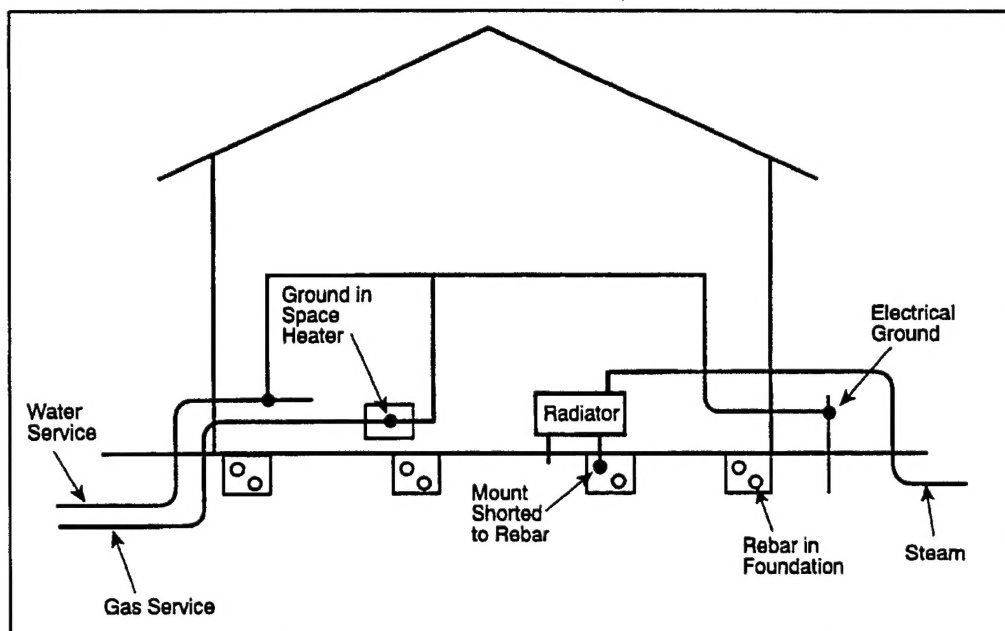 Ground in
Space
Heater
Electrical
Ground
Water
Service
Radiator
Mount
Shorted
to Rebar
Rebar in
Foundation
Steam
Gas Service